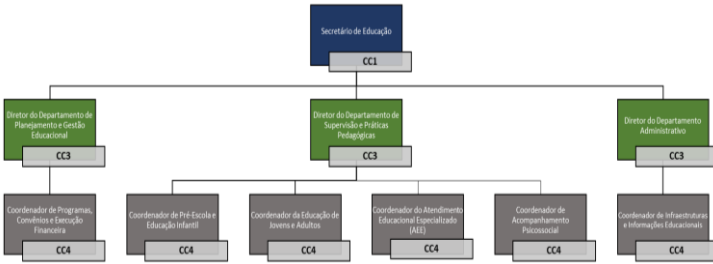 Secretário de Educação
CC1
Diretor do Departamento de
Planejamento e Gestão
Educacional
CC3
Diretor do Departamento de
Supervisão e Práticas
Pedagógicas
CC3
Diretor do Departamento
Administrativo
CC3
Coordenador de Programas,
Convênios e Execução
Financeira
CC4
Coordenador de Pré-Escola e
Educação Infantil
CC4
Coordenador da Educação de
Jovens e Adultos
CC4
Coordenador do Atendimento
Educacional Especializado
(AEE)
CC4
Coordenador de
Acompanhamento
Psicossocial
CC4
Coordenador de Infraestruturas
e Informações Educacionais
CC4